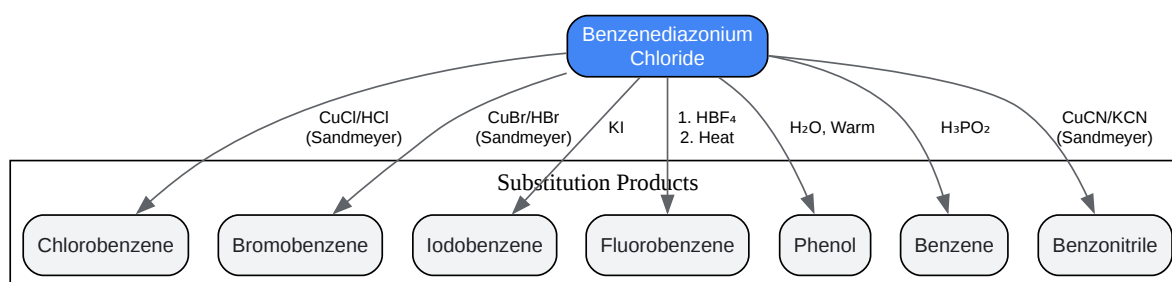 Benzenediazonium
Chloride
CuCl/HCl
(Sandmeyer)
CuBr/HBr
(Sandmeyer)
KI
1. HBF₄
2. Heat
H₂O, Warm
H₃PO₂
CuCN/KCN
(Sandmeyer)
Substitution Products
Chlorobenzene
Bromobenzene
Iodobenzene
Fluorobenzene
Phenol
Benzene
Benzonitrile